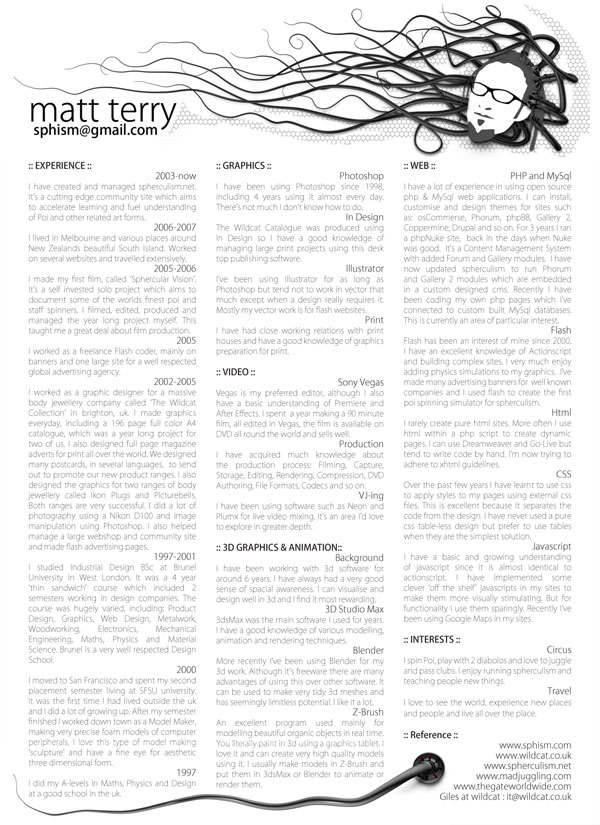 matt terry
sphism@gmail.com
:: EXPERIENCE ::
2003-now
I have created and managed spherculism.net.
It's a cutting edge community site which aims
to accelerate learning and fuel understanding
of Poi and other related art forms.
2006-2007
I lived in Melbourne and various places around
New Zealands beautiful South Island. Worked
on several websites and travelled extensively.
2005-2006
I made my first film, called 'Sphercular Vision'.
It's a self invested solo project which aims to
document some of the worlds finest poi and
staff spinners. I filmed, edited, produced and
managed the year long project myself. This
taught me a great deal about film production.
2005
I worked as a freelance Flash coder, mainly on
banners and one large site for a well respected
global advertising agency.
2002-2005
I worked as a graphic designer for a massive
body jewellery company called 'The Wildcat
Collection' in brighton, uk. I made graphics
everyday, including a 196 page full color A4
catalogue, which was a year long project for
two of us. I also designed full page magazine
adverts for print all over the world. We designed
many postcards, in several languages, to send
out to promote our new product ranges. I also
designed the graphics for two ranges of body
jewellery called Ikon Plugs and Picturebells.
Both ranges are very successful. I did a lot of
photography using a Nikon D100 and image
manipulation using Photoshop. I also helped
manage a large webshop and community site
and made flash advertising pages.
1997-2001
I studied Industrial Design BSc at Brunel
University in West London. It was a 4 year
'thin sandwich' course which included 2
semesters working in design companies. The
course was hugely varied, including: Product
Design, Graphics, Web Design, Metalwork,
Woodworking, Electronics, Mechanical
Engineering, Maths, Physics and Material
Science. Brunel is a very well respected Design
School.
2000
I moved to San Francisco and spent my second
placement semester living at SFSU university.
It was the first time I had lived outside the uk
and I did a lot of growing up. After my semester
finished I worked down town as a Model Maker,
making very precise foam models of computer
peripherals. I love this type of model making
'sculpture' and have a fine eye for aesthetic
three dimensional form.
1997
I did my A-levels in Maths, Physics and Design
at a good school in the uk.
:: GRAPHICS ::
Photoshop
I have been using Photoshop since 1998,
including 4 years using it almost every day.
There's not much I don't know how to do.
In Design
The Wildcat Catalogue was produced using
In Design so I have a good knowledge of
managing large print projects using this desk
top publishing software.
Illustrator
I've been using Illustrator for as long as
Photoshop but tend not to work in vector that
much except when a design really requires it.
Mostly my vector work is for flash websites.
Print
I have had close working relations with print
houses and have a good knowledge of graphics
preparation for print.
:: VIDEO ::
Sony Vegas
Vegas is my preferred editor, although I also
have a basic understanding of Premiere and
After Effects. I spent a year making a 90 minute
film, all edited in Vegas, the film is available on
DVD all round the world and sells well.
Production
I have acquired much knowledge about
the production process: Filming, Capture,
Storage, Editing, Rendering, Compression, DVD
Authoring, File Formats, Codecs and so on.
VJ-ing
I have been using software such as Neon and
Plumx for live video mixing. It's an area I'd love
to explore in greater depth.
:: 3D GRAPHICS & ANIMATION::
Background
I have been working with 3d software for
around 6 years. I have always had a very good
sense of spacial awareness. I can visualise and
design well in 3d and I find it most rewarding.
3D Studio Max
3dsMax was the main software I used for years.
I have a good knowledge of various modelling,
animation and rendering techniques.
Blender
More recently I've been using Blender for my
3d work. Although it's freeware there are many
advantages of using this over other software. It
can be used to make very tidy 3d meshes and
has seemingly limitless potential. I like it a lot.
Z-Brush
An excellent program used mainly for
modelling beautiful organic objects in real time.
You literally paint in 3d using a graphics tablet. I
love it and can create very high quality models
using it. I usually make models in Z-Brush and
put them in 3dsMax or Blender to animate or
render them.
:: WEB ::
PHP and MySql
I have a lot of experience in using open source
php & MySql web applications. I can install,
customise and design themes for sites such
as: osCommerse, Phorum, phpBB, Gallery 2,
Coppermine, Drupal and so on. For 3 years I ran
a phpNuke site, back in the days when Nuke
was good. It's a Content Management System
with added Forum and Gallery modules. I have
now updated spherculism to run Phorum
and Gallery 2 modules which are embedded
in a custom designed cms. Recently I have
been coding my own php pages which I've
connected to custom built MySql databases.
This is currently an area of particular interest.
Flash
Flash has been an interest of mine since 2000.
I have an excellent knowledge of Actionscript
and building complex sites. I very much enjoy
adding physics simulations to my graphics. I've
made many advertising banners for well known
companies and I used flash to create the first
poi spinning simulator for spherculism.
Html
I rarely create pure html sites. More often I use
html within a php script to create dynamic
pages. I can use Dreamweaver and Go-Live but
tend to write code by hand. I'm now trying to
adhere to xhtml guidelines.
CSS
Over the past few years I have learnt to use css
to apply styles to my pages using external css
files. This is excellent because it separates the
code from the design. I have never used a pure
css table-less design but prefer to use tables
when they are the simplest solution.
Javascript
I have a basic and growing understanding
of javascript since it is almost identical to
actionscript. I have implemented some
clever 'off the shelf' javascripts in my sites to
make them more visually stimulating. But for
functionality I use them sparingly. Recently I've
been using Google Maps in my sites.
:: INTERESTS ::
Circus
I spin Poi, play with 2 diabolos and love to juggle
and pass clubs. I enjoy running spherculism and
teaching people new things.
Travel
I love to see the world, experience new places
and people and live all over the place.
:: Reference ::
www.sphism.com
www.wildcat.co.uk
www.spherculism.net
www.madjuggling.com
www.thegateworldwide.com
Giles at wildcat : it@wildcat.co.uk